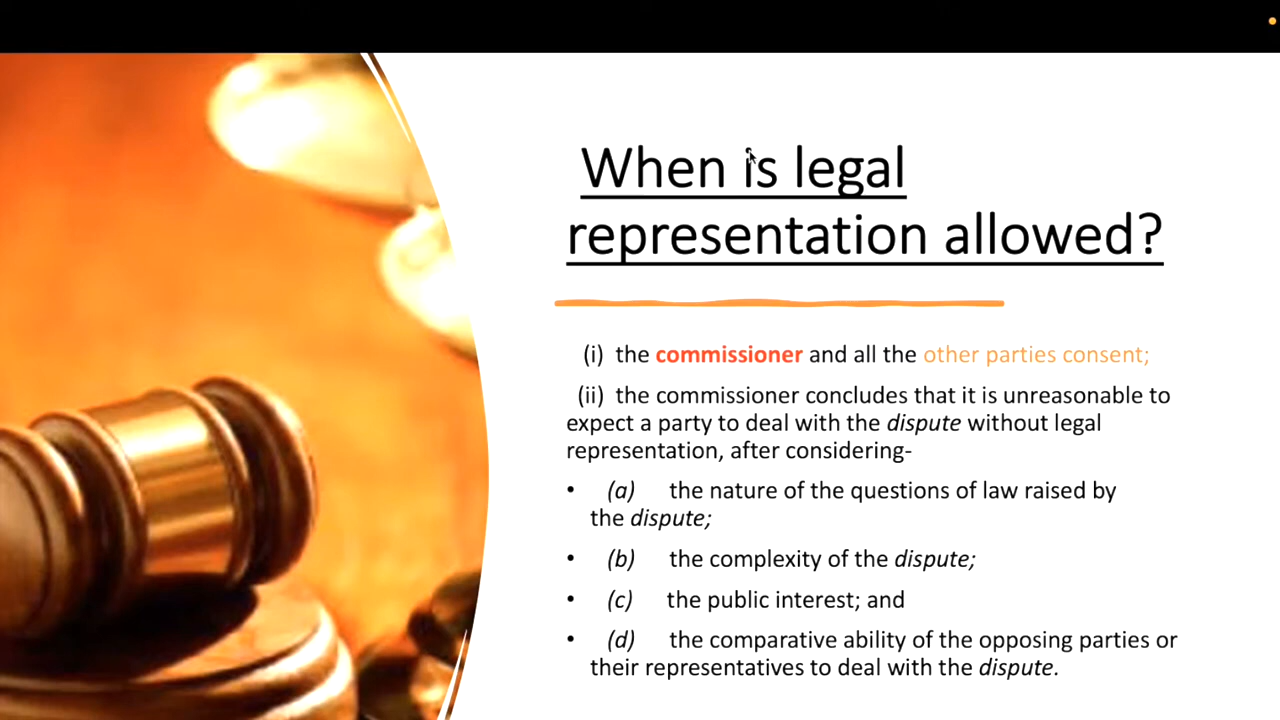 When is legal
representation allowed?
(i) the commissioner and all the other parties consent;
(ii) the commissioner concludes that it is unreasonable to
expect a party to deal with the dispute without legal
representation, after considering-
• (a) the nature of the questions of law raised by
the dispute;
• (b) the complexity of the dispute;
• (c) the public interest; and
• (d) the comparative ability of the opposing parties or
their representatives to deal with the dispute.